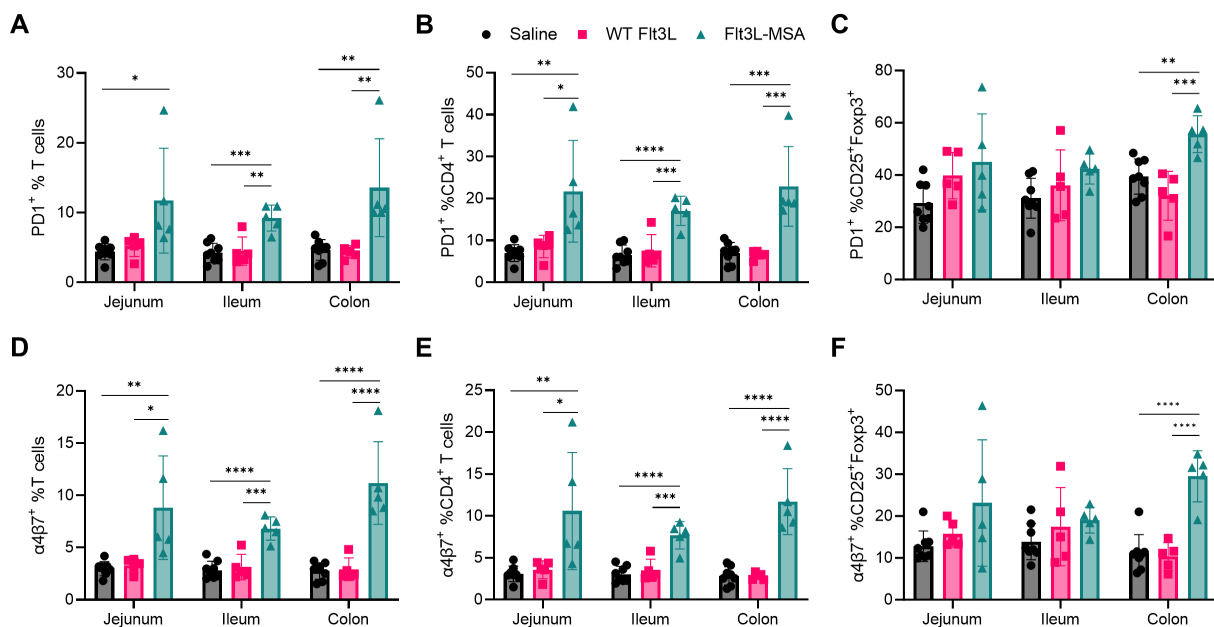 A
B
C
Saline
WT Flt3L
Flt3L-MSA
PD1⁺ % T cells
30
20
10
0
*
***
**
**
**
Jejunum
Ileum
Colon
PD1⁺ %CD4⁺ T cells
50
40
30
20
10
0
**
*
****
***
***
***
Jejunum
Ileum
Colon
PD1⁺ %CD25⁺Foxp3⁺
80
60
40
20
0
**
***
Jejunum
Ileum
Colon
D
E
F
α4β7⁺ %T cells
20
15
10
5
0
**
*
****
***
****
****
Jejunum
Ileum
Colon
α4β7⁺ %CD4⁺ T cells
25
20
15
10
5
0
**
*
****
***
****
****
Jejunum
Ileum
Colon
α4β7⁺ %CD25⁺Foxp3⁺
50
40
30
20
10
0
****
****
Jejunum
Ileum
Colon